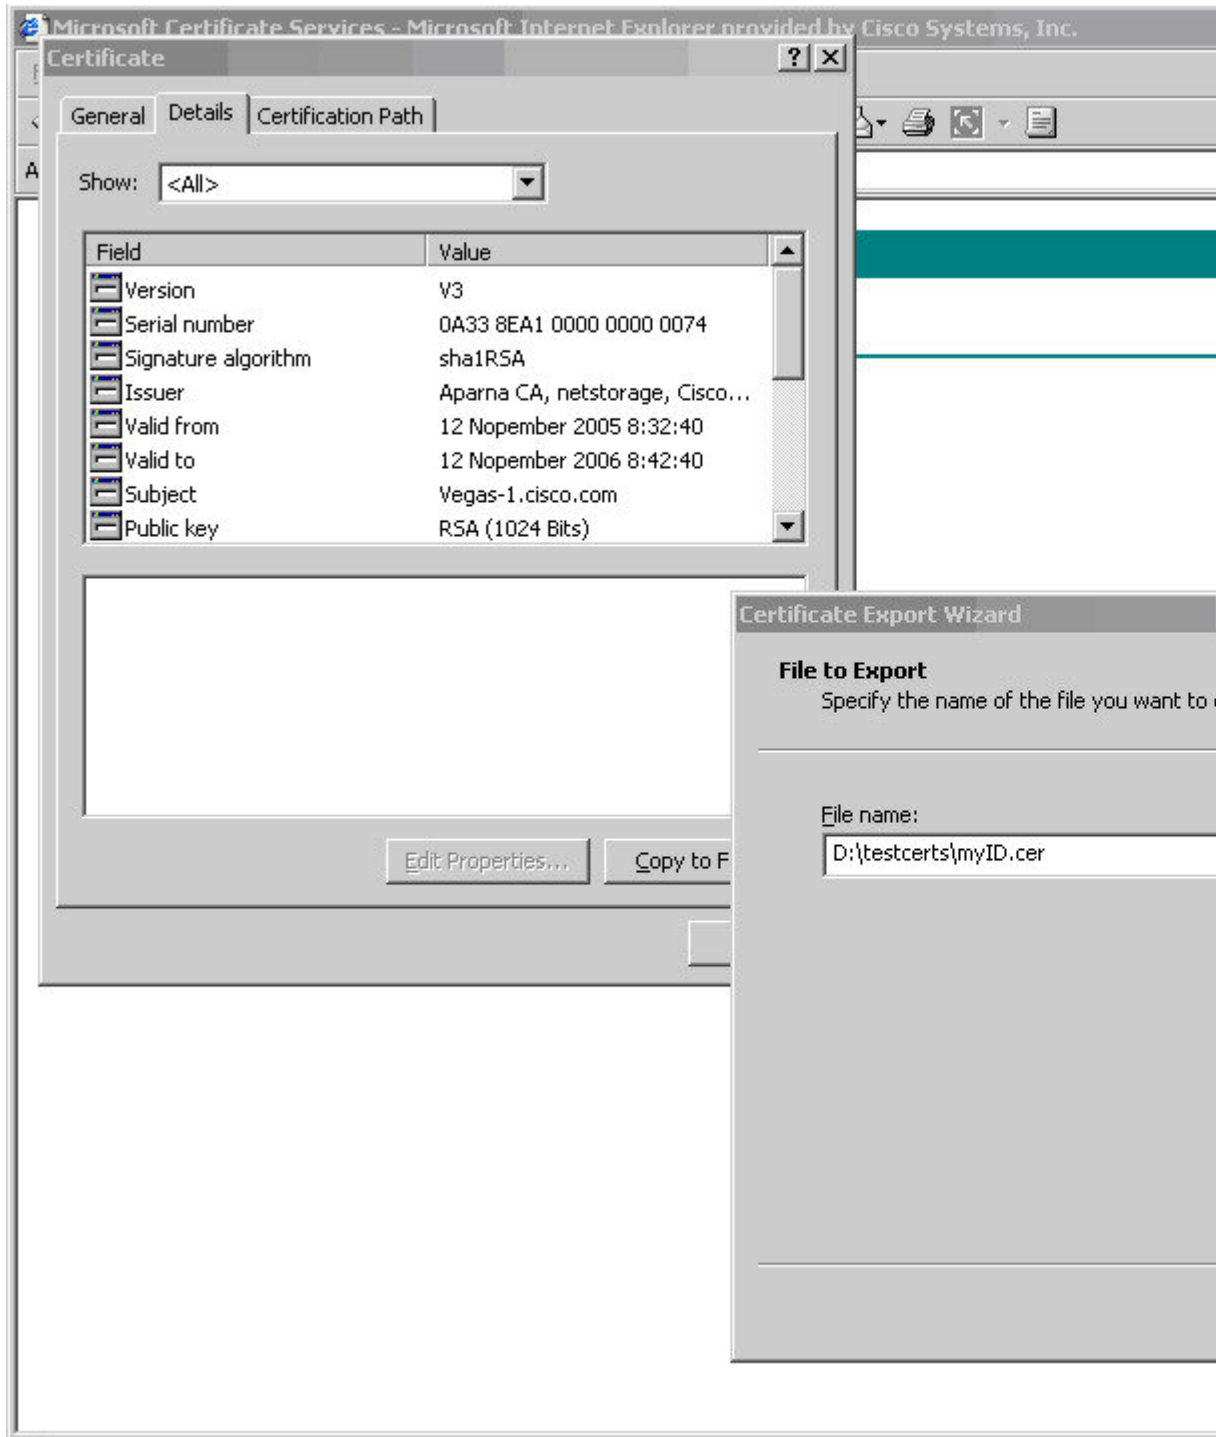 Microsoft Certificate Services - Microsoft Internet Explorer provided by Cisco Systems, Inc.
Certificate
General Details Certification Path
A
Show: <All>
Field Value
Version V3
Serial number 0A33 8EA1 0000 0000 0074
Signature algorithm sha1RSA
Issuer Aparna CA, netstorage, Cisco...
Valid from 12 Nopember 2005 8:32:40
Valid to 12 Nopember 2006 8:42:40
Subject Vegas-1.cisco.com
Public key RSA (1024 Bits)
Edit Properties... Copy to F
Certificate Export Wizard
File to Export
Specify the name of the file you want to
File name:
D:\testcerts\myID.cer